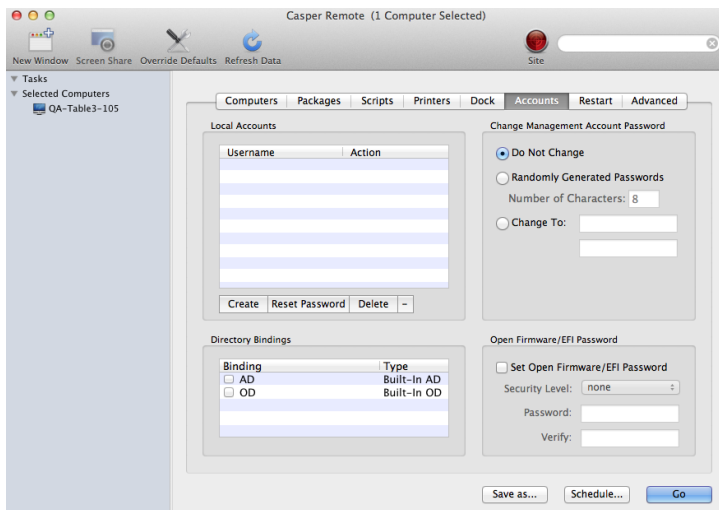 Casper Remote (1 Computer Selected)
New Window Screen Share Override Defaults Refresh Data Site
Tasks
Selected Computers
QA-Table3-105
Computers Packages Scripts Printers Dock Accounts Restart Advanced
Local Accounts
Username Action
Create Reset Password Delete -
Change Management Account Password
Do Not Change
Randomly Generated Passwords
Number of Characters: 8
Change To:
Directory Bindings
Binding Type
AD Built-In AD
OD Built-In OD
Open Firmware/EFI Password
Set Open Firmware/EFI Password
Security Level: none
Password:
Verify:
Save as... Schedule... Go